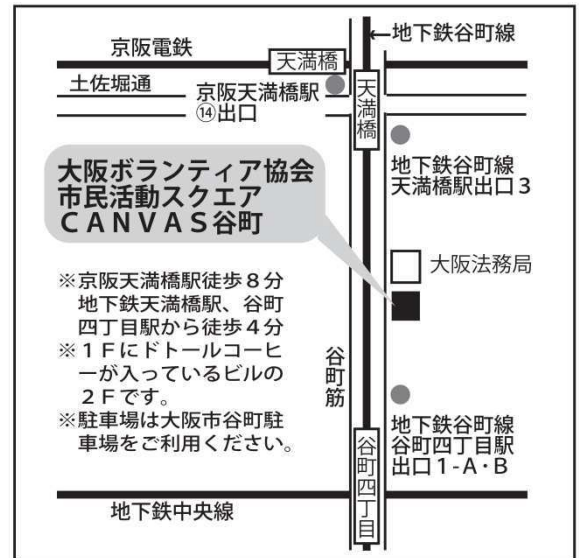 ←地下鉄谷町線
京阪電鉄
天満橋
土佐堀通
京阪天満橋駅
⑭出口
天満橋
地下鉄谷町線
天満橋駅出口3
大阪ボランティア協会
市民活動スクエア
CANVAS谷町
大阪法務局
※京阪天満橋駅徒歩8分
地下鉄天満橋駅、谷町
四丁目駅から徒歩4分
※1Fにドトールコーヒ
ーが入っているビルの
2Fです。
※駐車場は大阪市谷町駐
車場をご利用ください。
谷町筋
地下鉄谷町線
谷町四丁目駅
出口1-A・B
谷町四丁目
地下鉄中央線